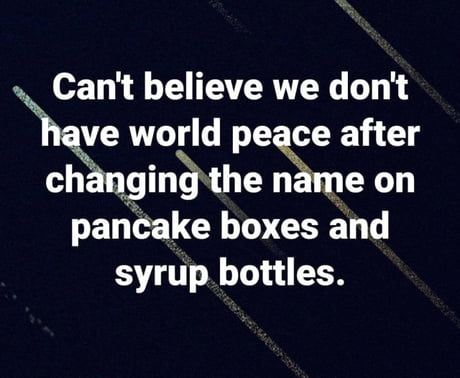 Can't believe we don't
have world peace after
changing the name on
pancake boxes and
syrup bottles.